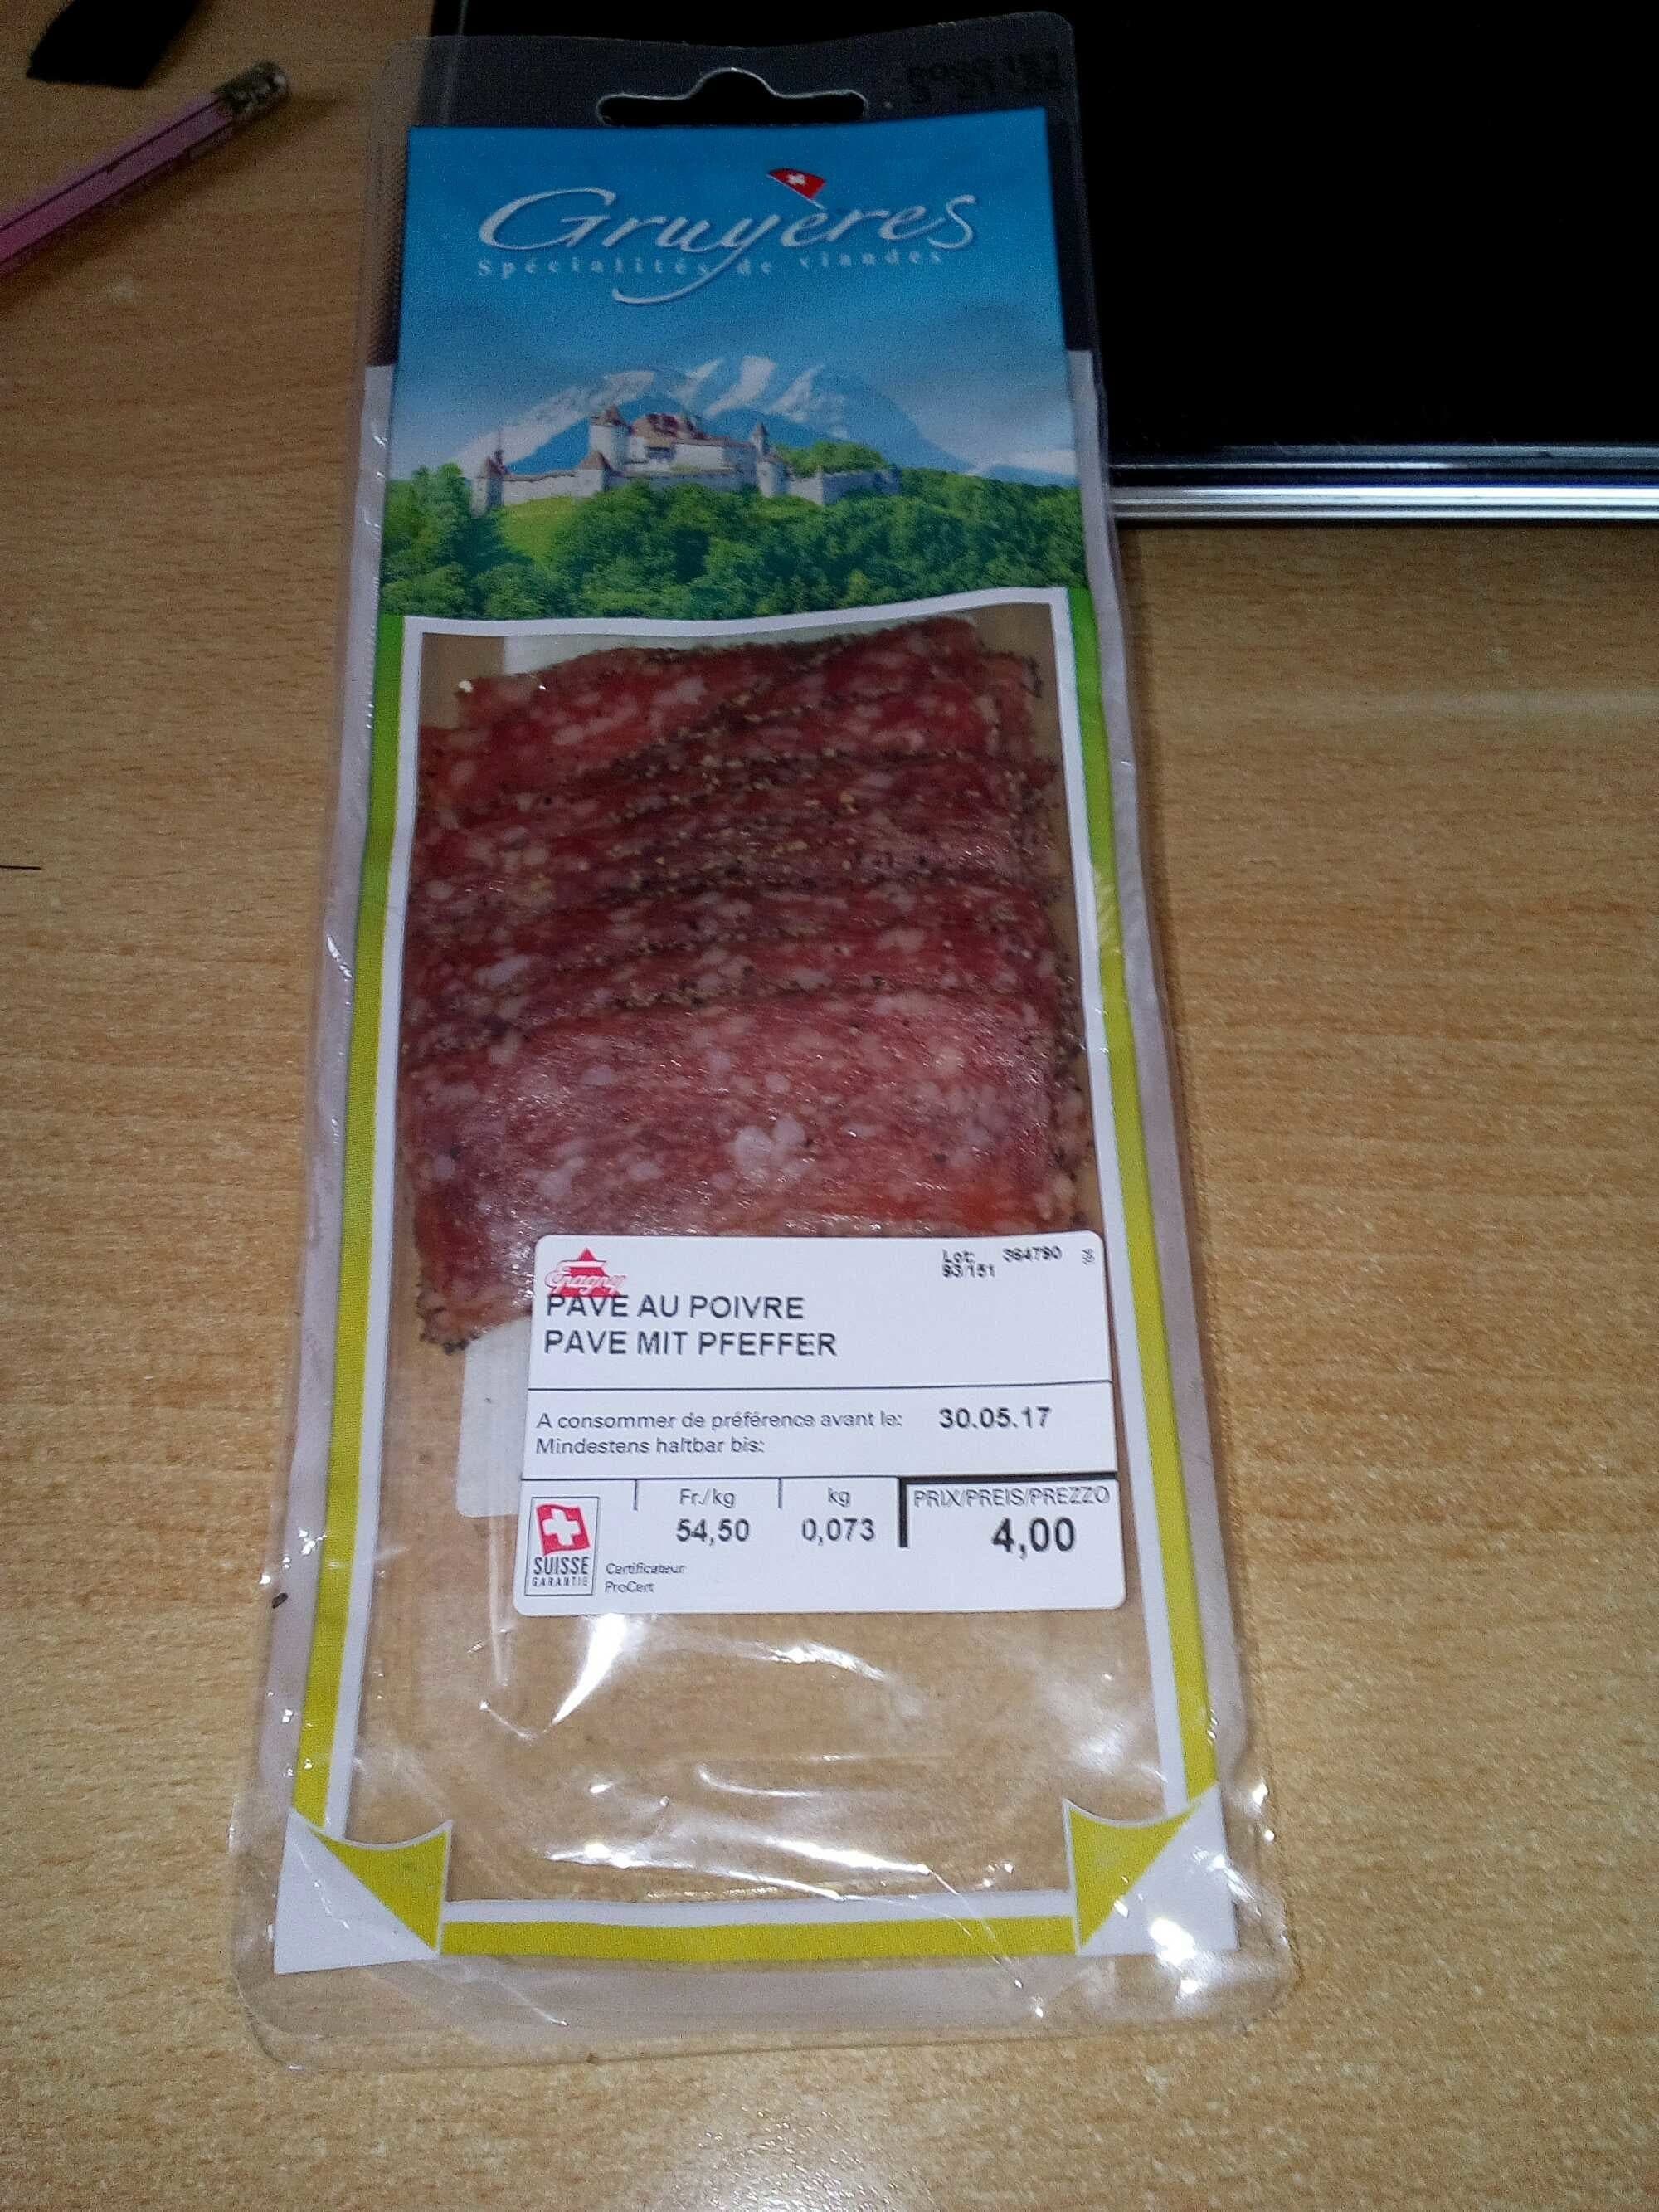 Gruyères
Spécialités de viandes
Lot: 364790
93/151
PAVE AU POIVRE
PAVE MIT PFEFFER
A consommer de préférence avant le: 30.05.17
Mindestens haltbar bis:
Fr./kg kg PRIX/PREIS/PREZZO
54,50 0,073 4,00
SUISSE
GARANTIE
Certificateur
ProCert